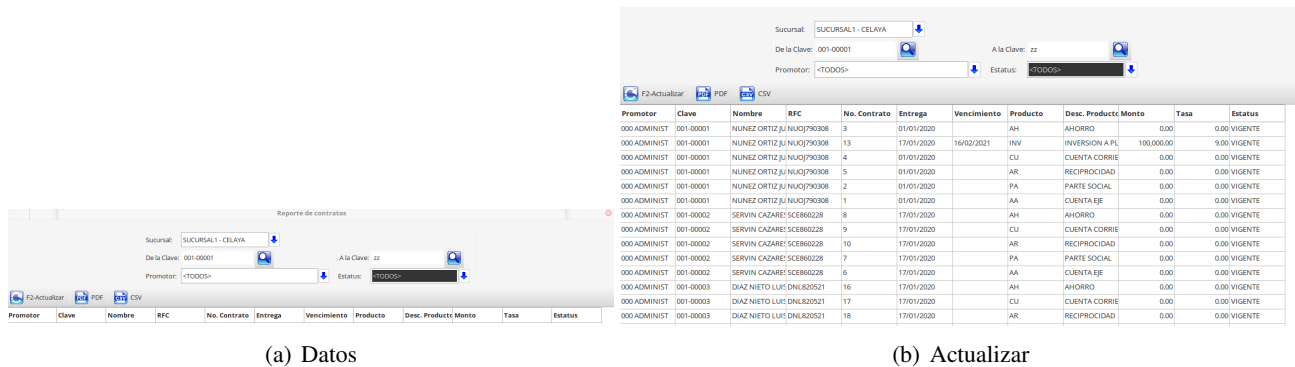 Reporte de contratos
Sucursal: SUCURSAL1 - CELAYA
De la Clave: 001-00001 A la Clave: zz
Promotor: <TODOS> Estatus: <TODOS>
F2-Actualizar PDF CSV
Promotor Clave Nombre RFC No. Contrato Entrega Vencimiento Producto Desc. Producto Monto Tasa Estatus
(a) Datos
Sucursal: SUCURSAL1 - CELAYA
De la Clave: 001-00001 A la Clave: zz
Promotor: <TODOS> Estatus: <TODOS>
F2-Actualizar PDF CSV
Promotor Clave Nombre RFC No. Contrato Entrega Vencimiento Producto Desc. Producto Monto Tasa Estatus
000 ADMINIST 001-00001 NUNEZ ORTIZ JU NUOJ790308 3 01/01/2020 AH AHORRO 0.00 0.00 VIGENTE
000 ADMINIST 001-00001 NUNEZ ORTIZ JU NUOJ790308 13 17/01/2020 16/02/2021 INV INVERSION A PL 100,000.00 9.00 VIGENTE
000 ADMINIST 001-00001 NUNEZ ORTIZ JU NUOJ790308 4 01/01/2020 CU CUENTA CORRIE 0.00 0.00 VIGENTE
000 ADMINIST 001-00001 NUNEZ ORTIZ JU NUOJ790308 5 01/01/2020 AR RECIPROCIDAD 0.00 0.00 VIGENTE
000 ADMINIST 001-00001 NUNEZ ORTIZ JU NUOJ790308 2 01/01/2020 PA PARTE SOCIAL 0.00 0.00 VIGENTE
000 ADMINIST 001-00001 NUNEZ ORTIZ JU NUOJ790308 1 01/01/2020 AA CUENTA EJE 0.00 0.00 VIGENTE
000 ADMINIST 001-00002 SERVIN CAZARES SCE860228 8 17/01/2020 AH AHORRO 0.00 0.00 VIGENTE
000 ADMINIST 001-00002 SERVIN CAZARES SCE860228 9 17/01/2020 CU CUENTA CORRIE 0.00 0.00 VIGENTE
000 ADMINIST 001-00002 SERVIN CAZARES SCE860228 10 17/01/2020 AR RECIPROCIDAD 0.00 0.00 VIGENTE
000 ADMINIST 001-00002 SERVIN CAZARES SCE860228 7 17/01/2020 PA PARTE SOCIAL 0.00 0.00 VIGENTE
000 ADMINIST 001-00002 SERVIN CAZARES SCE860228 6 17/01/2020 AA CUENTA EJE 0.00 0.00 VIGENTE
000 ADMINIST 001-00003 DIAZ NIETO LUIS DNL820521 16 17/01/2020 AH AHORRO 0.00 0.00 VIGENTE
000 ADMINIST 001-00003 DIAZ NIETO LUIS DNL820521 17 17/01/2020 CU CUENTA CORRIE 0.00 0.00 VIGENTE
000 ADMINIST 001-00003 DIAZ NIETO LUIS DNL820521 18 17/01/2020 AR RECIPROCIDAD 0.00 0.00 VIGENTE
(b) Actualizar